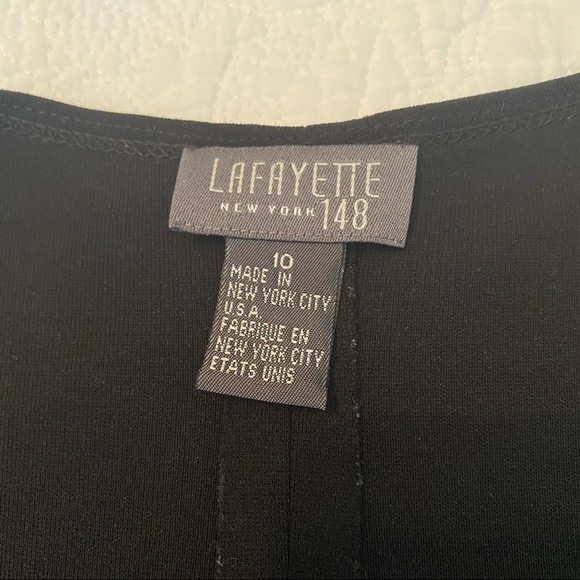 LAFAYETTE
NEW YORK 148
10
MADE IN
NEW YORK CITY
U.S.A.
FABRIQUE EN
NEW YORK CITY
ETATS UNIS